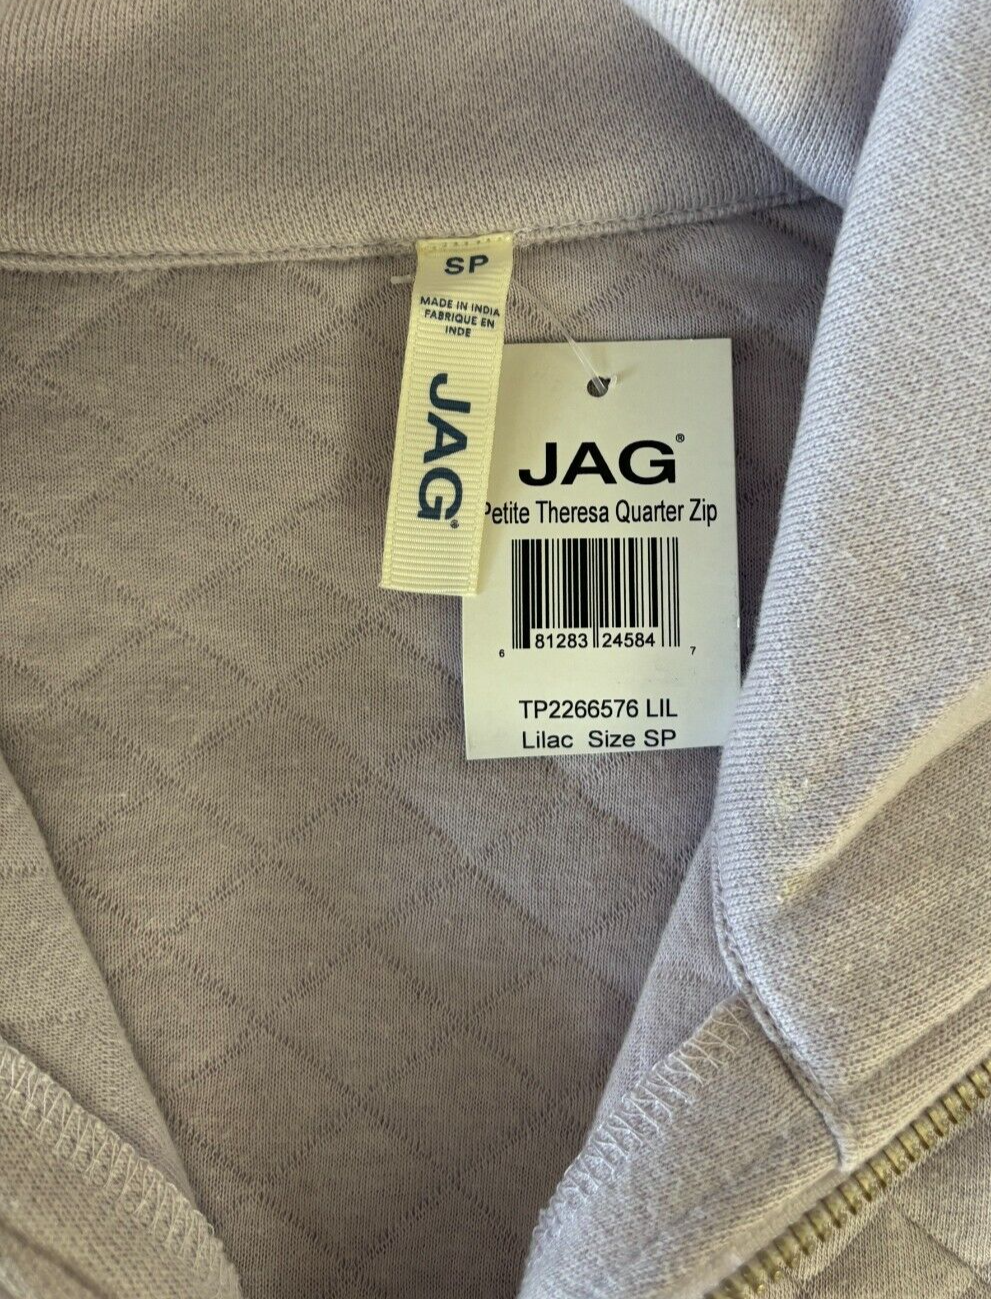 SP
MADE IN INDIA
FABRIQUE EN
INDE
JAG®
JAG®
Petite Theresa Quarter Zip
6 81283 24584 7
TP2266576 LIL
Lilac Size SP